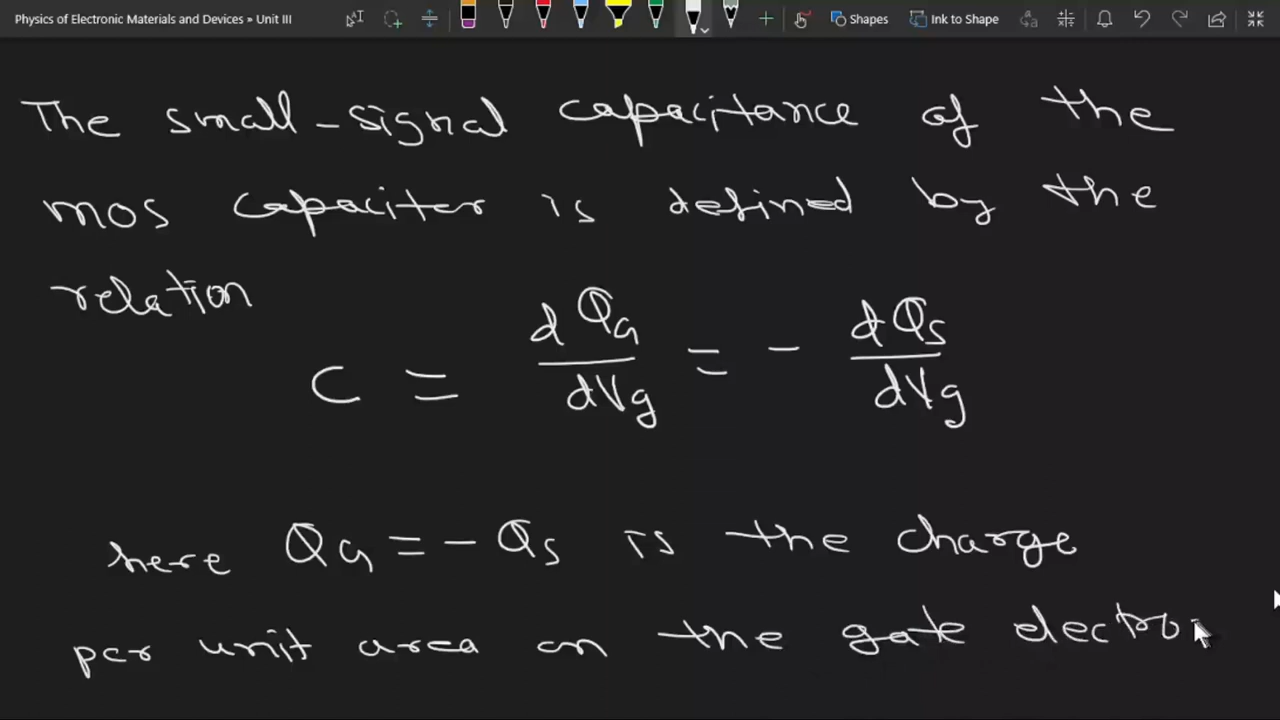 Physics of Electronic Materials and Devices » Unit III
Shapes
Ink to Shape
The small-signal capacitance of the
mos capaciter is defined by the
relation
C = dQG/dVg = - dQs/dVg
here QG = - Qs is the charge
per unit area on the gate electro